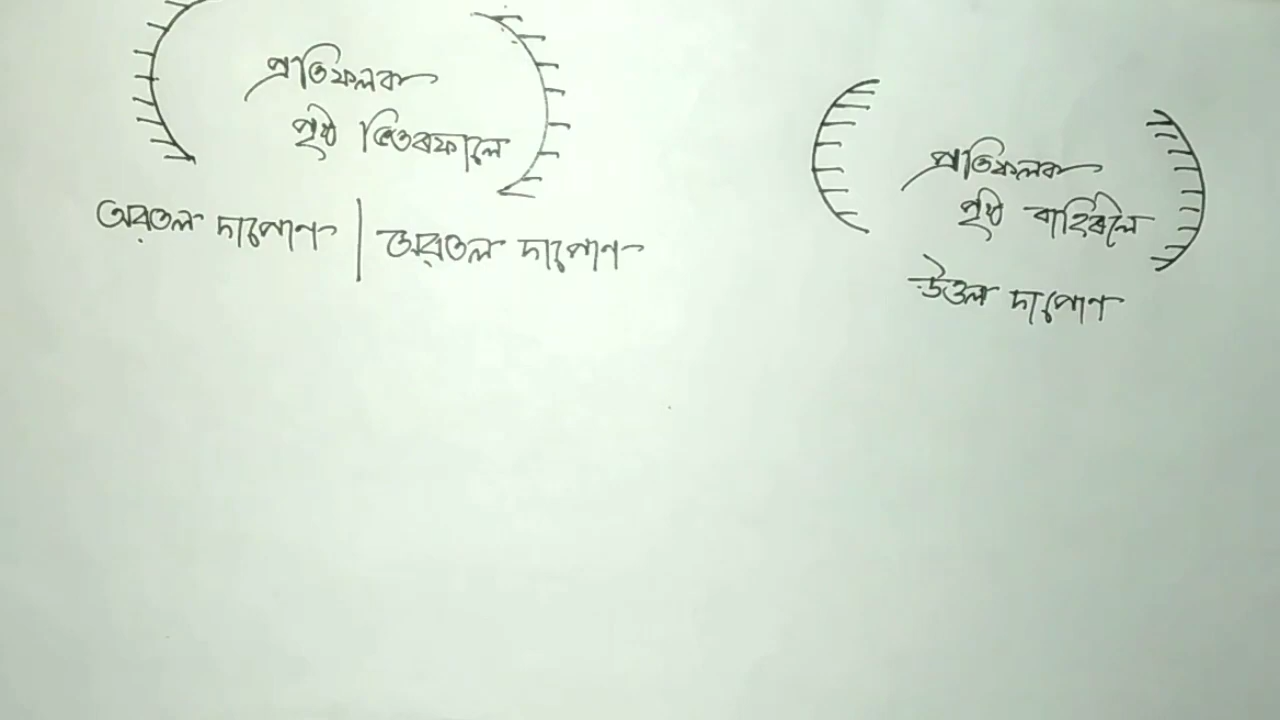 প্ৰতিফলক
পৃষ্ঠ ভিতৰফালে
অৱতল দাপোণ | অৱতল দাপোণ
প্ৰতিফলক
পৃষ্ঠ বাহিৰলৈ
উত্তল দাপোণ